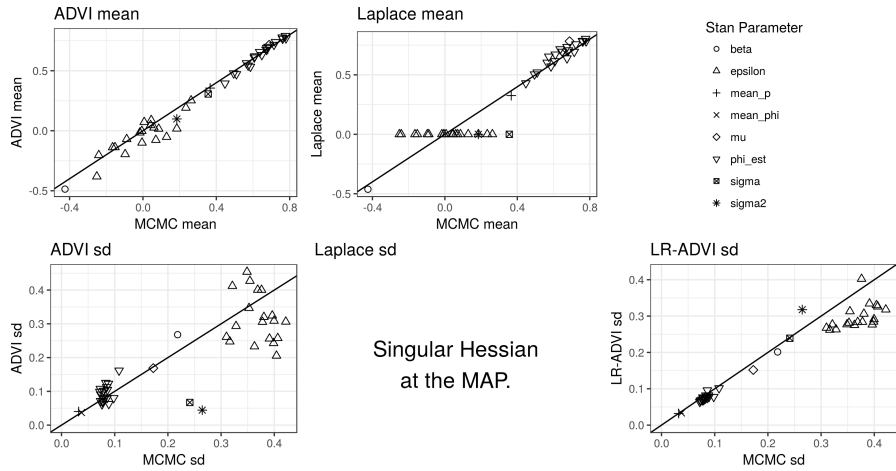 ADVI mean
ADVI mean
0.5
0.0
-0.5
-0.4
0.0
0.4
0.8
MCMC mean
Laplace mean
Laplace mean
0.5
0.0
-0.5
-0.4
0.0
0.4
0.8
MCMC mean
Stan Parameter
beta
epsilon
mean_p
mean_phi
mu
phi_est
sigma
sigma2
ADVI sd
ADVI sd
0.4
0.3
0.2
0.1
0.0
0.0
0.1
0.2
0.3
0.4
MCMC sd
Laplace sd
Singular Hessian
at the MAP.
LR-ADVI sd
LR-ADVI sd
0.4
0.3
0.2
0.1
0.0
0.0
0.1
0.2
0.3
0.4
MCMC sd